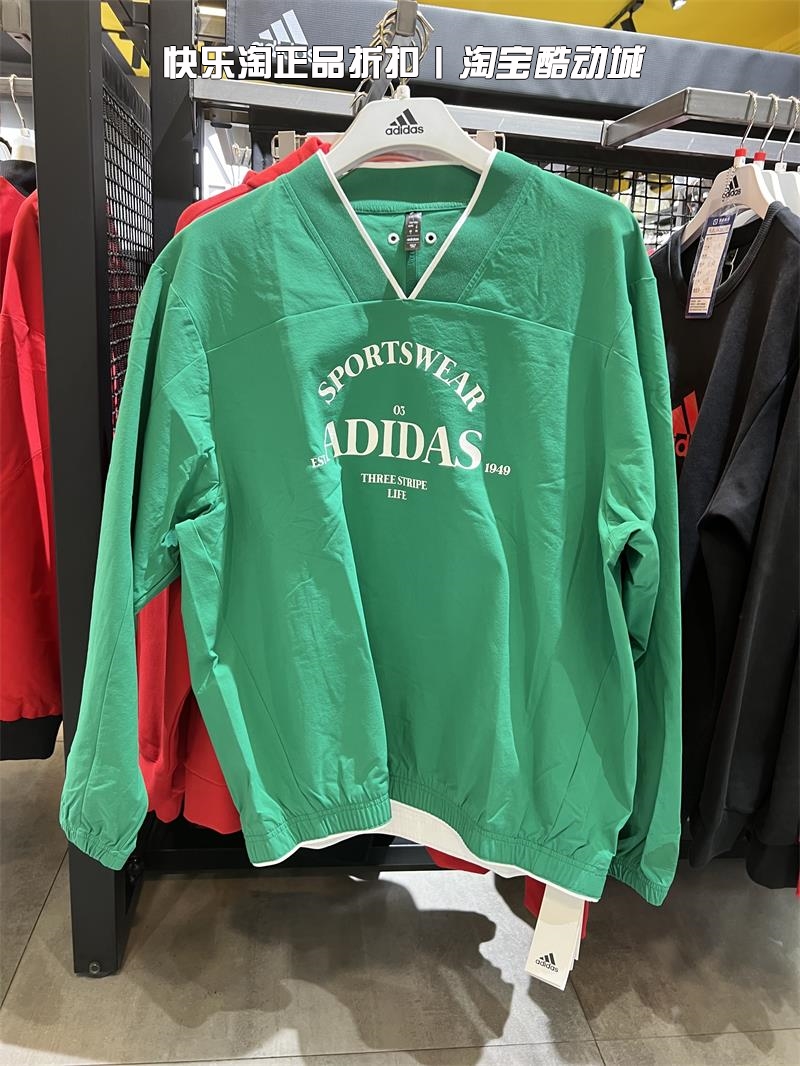 快乐淘正品折扣丨淘宝酷动城
adidas
SPORTSWEAR
03
ADIDAS
EST
1949
THREE STRIPE
LIFE
adidas